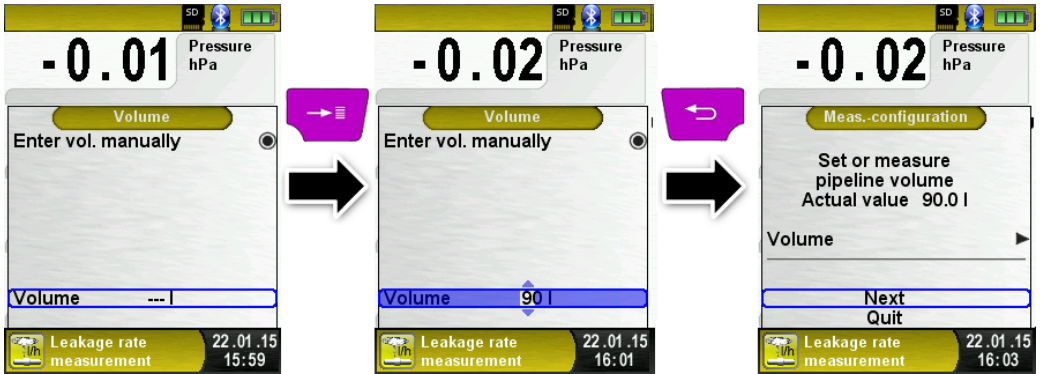 SD
-0.01
Pressure
hPa
Volume
Enter vol. manually
Volume --- l
l/h
Leakage rate
measurement
22.01.15
15:59
SD
-0.02
Pressure
hPa
Volume
Enter vol. manually
Volume 90 l
l/h
Leakage rate
measurement
22.01.15
16:01
SD
-0.02
Pressure
hPa
Meas.-configuration
Set or measure
pipeline volume
Actual value 90.0 l
Volume
Next
Quit
l/h
Leakage rate
measurement
22.01.15
16:03